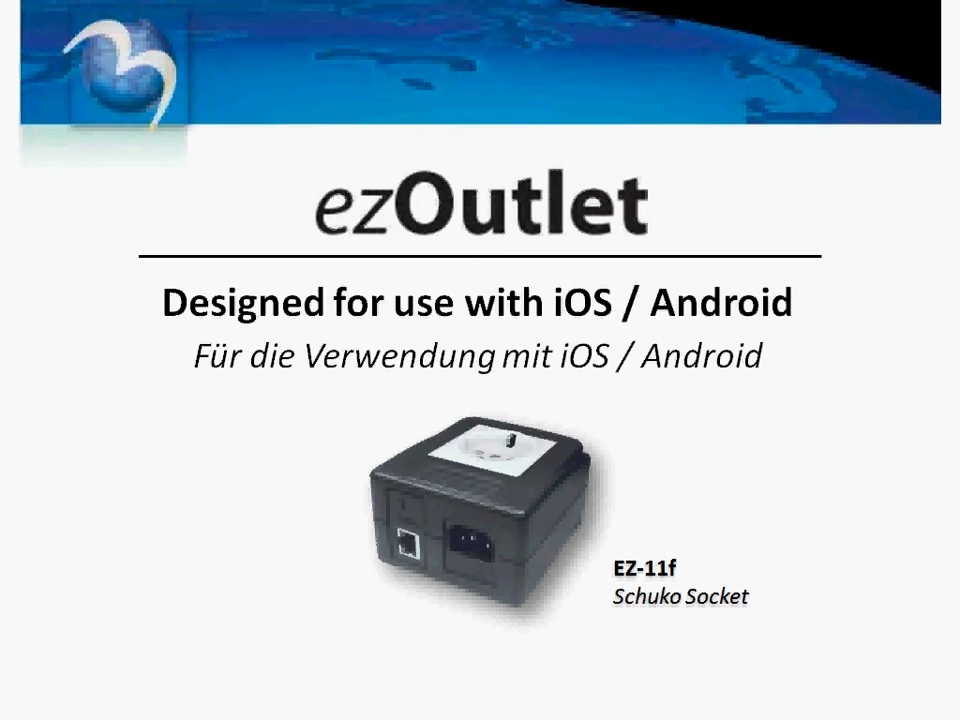 ezOutlet
Designed for use with iOS / Android
Für die Verwendung mit iOS / Android
EZ-11f
Schuko Socket